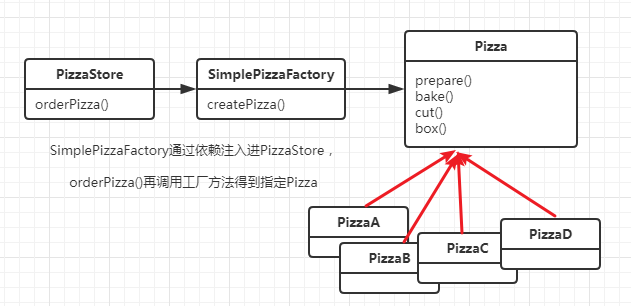 Pizza
PizzaStore
SimplePizzaFactory
prepare()
bake()
cut()
box()
orderPizza()
createPizza()
SimplePizzaFactory通过依赖注入进PizzaStore，
orderPizza()再调用工厂方法得到指定Pizza
PizzaA
PizzaB
PizzaC
PizzaD